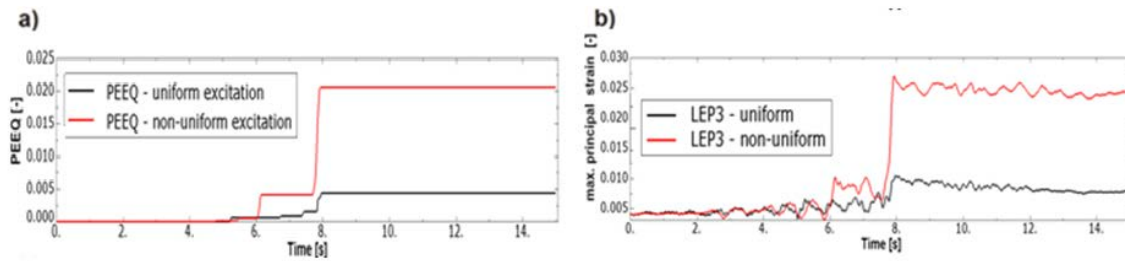 a)
0.025
0.020
0.015
0.010
0.005
0.000
PEEQ [-]
PEEQ - uniform excitation
PEEQ - non-uniform excitation
0. 2. 4. 6. 8. 10. 12. 14.
Time [s]
b)
0.030
0.025
0.020
0.010
0.005
max. principal strain [-]
LEP3 - uniform
LEP3 - non-uniform
0. 2. 4. 6. 8. 10. 12. 14.
Time [s]